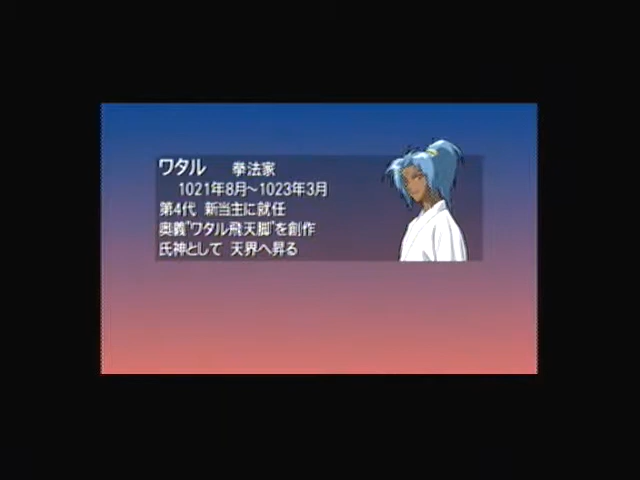 ワタル 拳法家
1021年8月~1023年3月
第4代 新当主に就任
奥義"ワタル飛天脚"を創作
氏神として 天界へ昇る